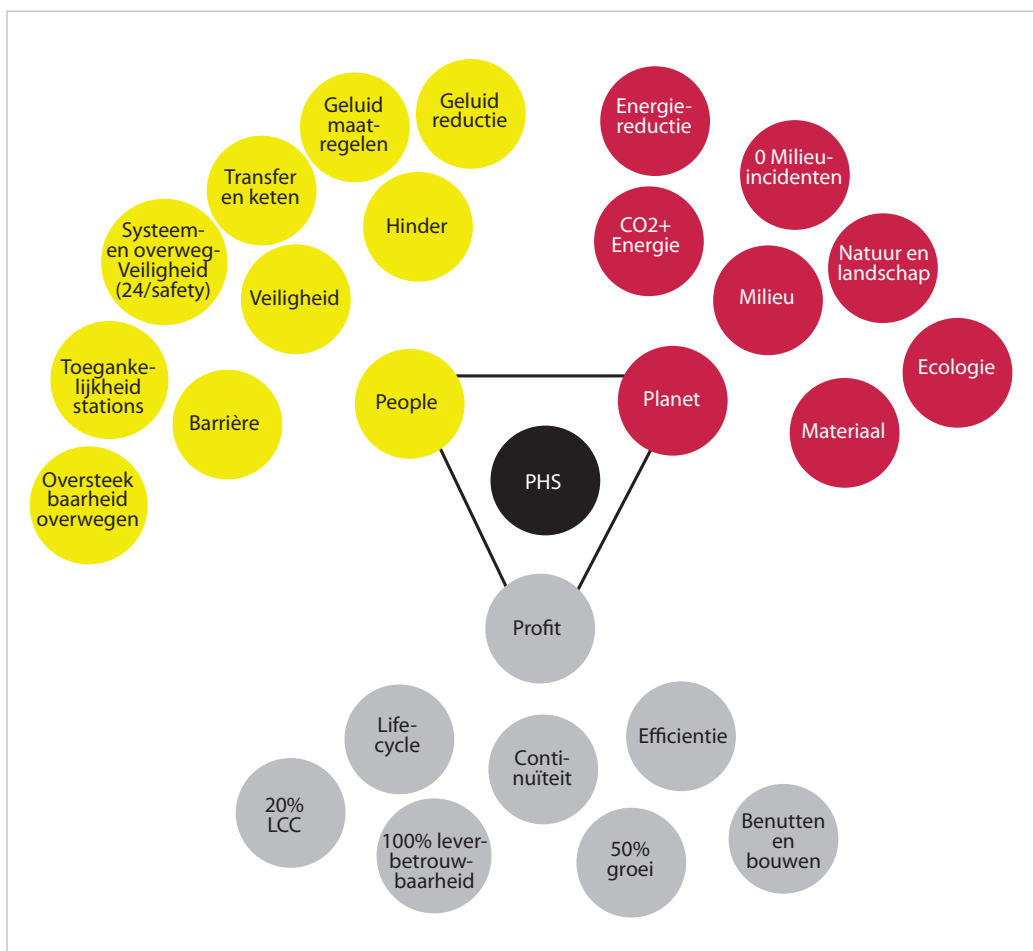 Geluid
maat-
regelen
Geluid
reductie
Transfer
en keten
Hinder
Systeem-
en overweg-
Veiligheid
(24/safety)
Veiligheid
Toeganke-
lijkheid
stations
Barrière
Oversteek
baarheid
overwegen
People
Energie-
reductie
0 Milieu-
incidenten
CO2+
Energie
Natuur en
landschap
Milieu
Ecologie
Materiaal
Planet
PHS
Profit
Life-
cycle
Conti-
nuïteit
Efficientie
20%
LCC
100% lever-
betrouw-
baarheid
50%
groei
Benutten
en
bouwen